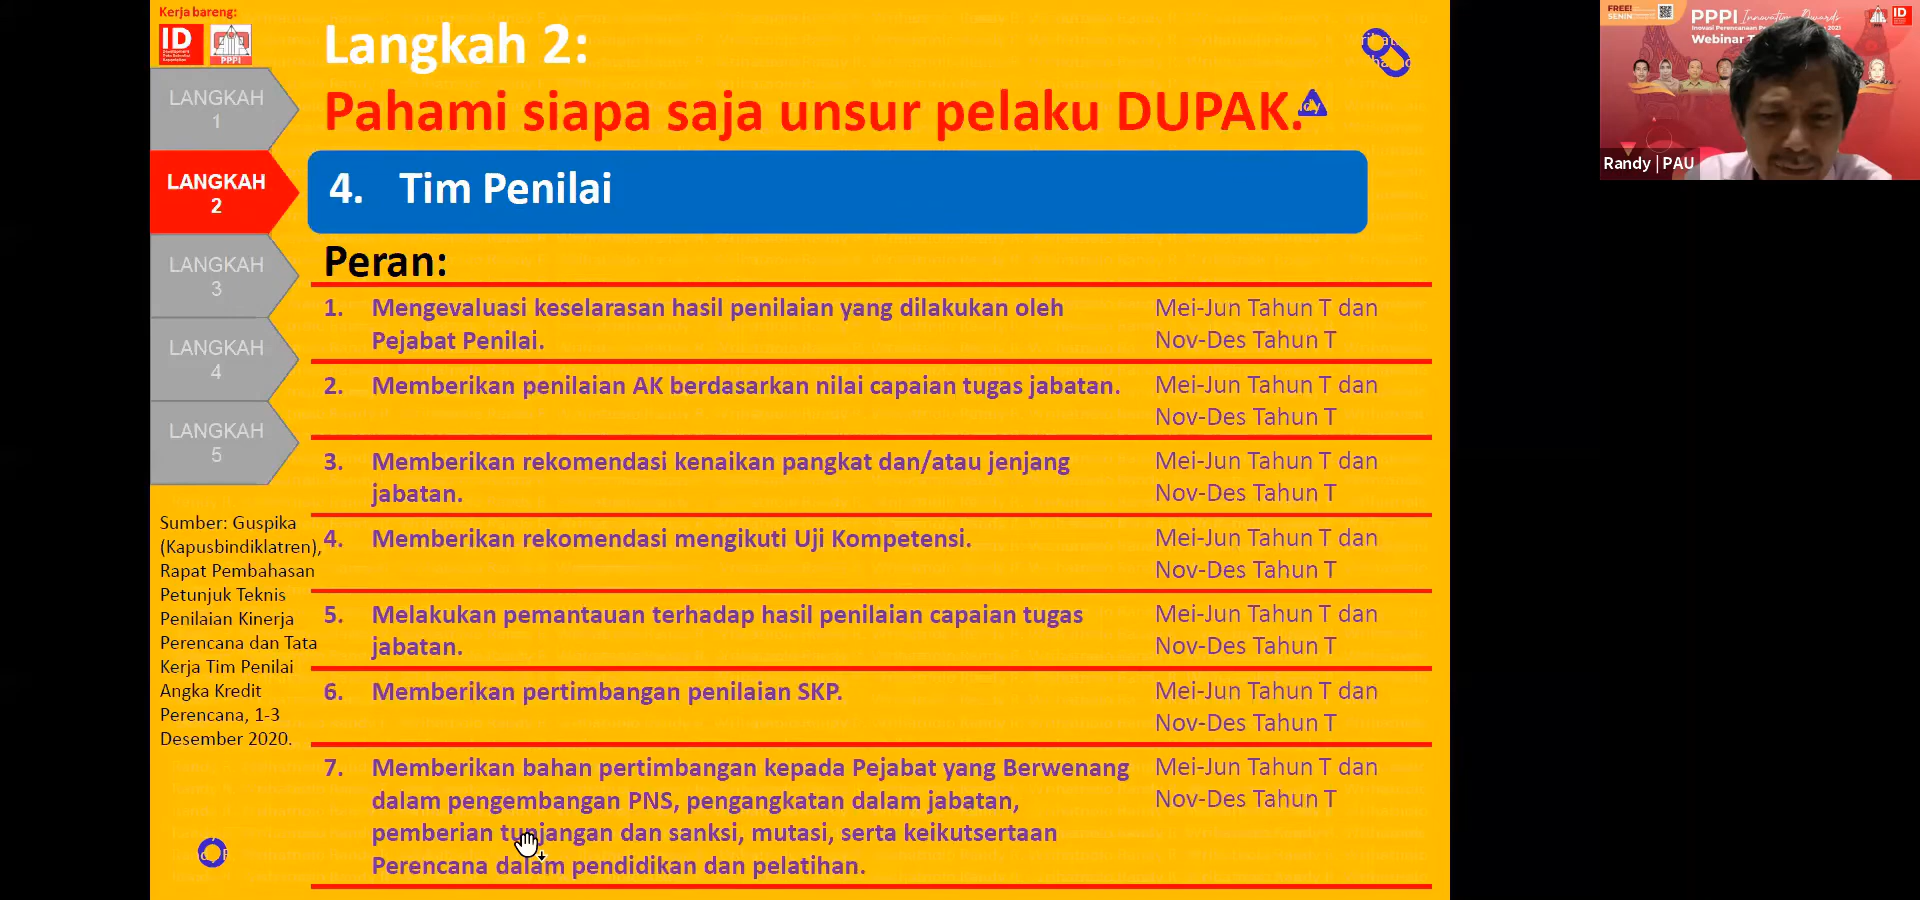 Kerja bareng:
ID
PPPI
Langkah 2:
Pahami siapa saja unsur pelaku DUPAK.
LANGKAH
1
LANGKAH
2
LANGKAH
3
LANGKAH
4
LANGKAH
5
4. Tim Penilai
Peran:
1. Mengevaluasi keselarasan hasil penilaian yang dilakukan oleh
Pejabat Penilai.
Mei-Jun Tahun T dan
Nov-Des Tahun T
2. Memberikan penilaian AK berdasarkan nilai capaian tugas jabatan.
Mei-Jun Tahun T dan
Nov-Des Tahun T
3. Memberikan rekomendasi kenaikan pangkat dan/atau jenjang
jabatan.
Mei-Jun Tahun T dan
Nov-Des Tahun T
4. Memberikan rekomendasi mengikuti Uji Kompetensi.
Mei-Jun Tahun T dan
Nov-Des Tahun T
5. Melakukan pemantauan terhadap hasil penilaian capaian tugas
jabatan.
Mei-Jun Tahun T dan
Nov-Des Tahun T
6. Memberikan pertimbangan penilaian SKP.
Mei-Jun Tahun T dan
Nov-Des Tahun T
7. Memberikan bahan pertimbangan kepada Pejabat yang Berwenang
dalam pengembangan PNS, pengangkatan dalam jabatan,
pemberian tunjangan dan sanksi, mutasi, serta keikutsertaan
Perencana dalam pendidikan dan pelatihan.
Mei-Jun Tahun T dan
Nov-Des Tahun T
Sumber: Guspika
(Kapusbindiklatren),
Rapat Pembahasan
Petunjuk Teknis
Penilaian Kinerja
Perencana dan Tata
Kerja Tim Penilai
Angka Kredit
Perencana, 1-3
Desember 2020.
FREE!
SENIN
PPPI Innovation Awards
Webinar
ID
Randy | PAU